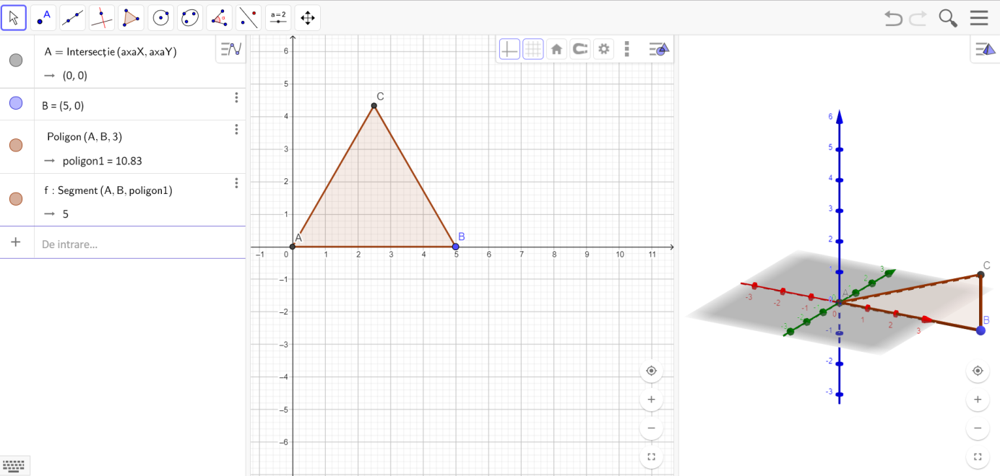 A
α
a=2
A = Intersecție (axaX, axaY)
→ (0, 0)
B = (5, 0)
Poligon (A, B, 3)
→ poligon1 = 10.83
f : Segment (A, B, poligon1)
→ 5
+ De intrare...
6
5
4
3
2
1
−1
−2
−3
−4
−5
−6
−1 0 1 2 3 4 5 6 7 8 9 10 11
C
A
B
6
5
4
3
2
1
0
-1
-2
-3
-3 -2 -1 0 1 2 3
-3 2 3
A
C
B